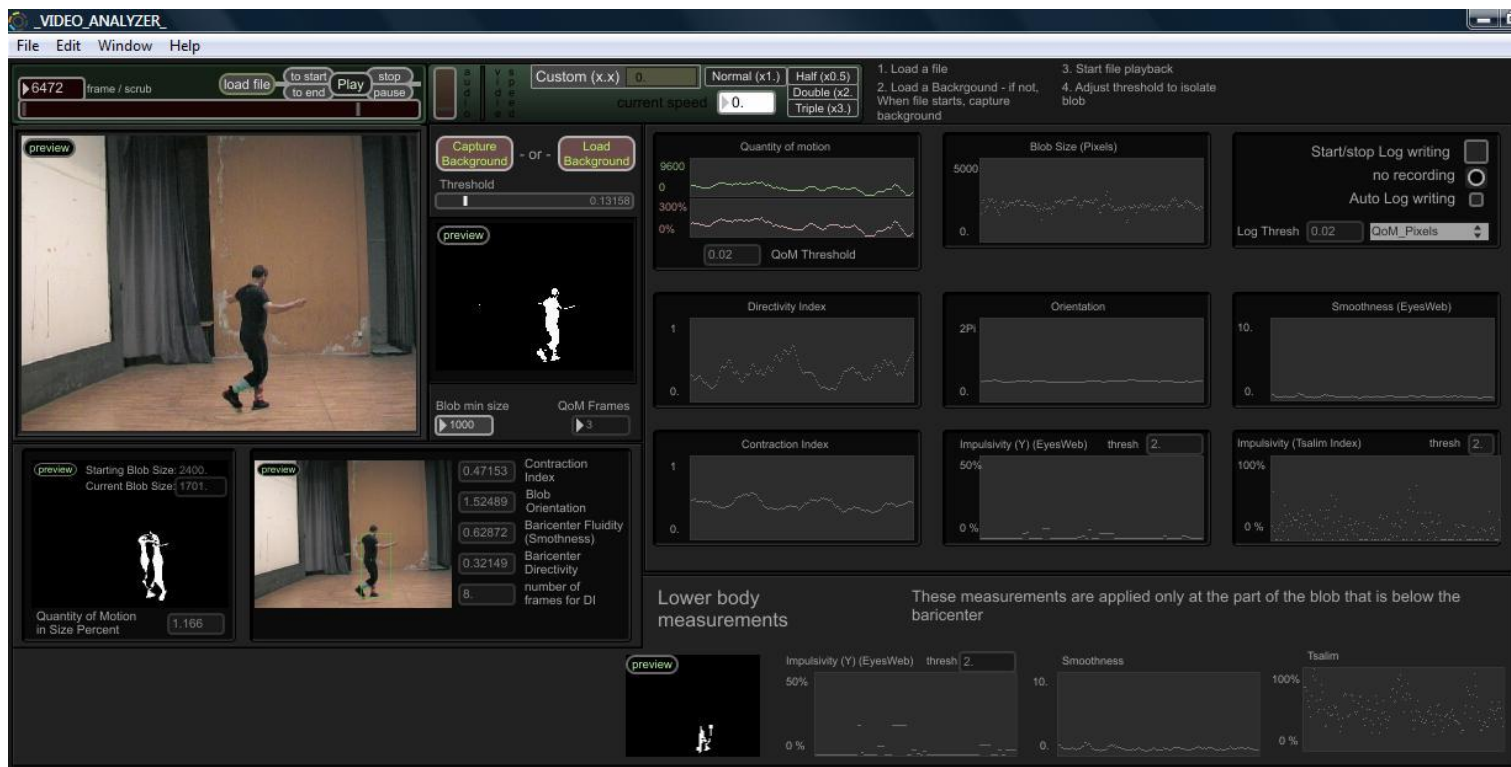 _VIDEO_ANALYZER_
File Edit Window Help
6472 frame / scrub
load file
to start
to end
Play
stop
pause
audio
video
speed
Custom (x.x) 0.
current speed 0.
Normal (x1.)
Half (x0.5)
Double (x2.
Triple (x3.)
1. Load a file
2. Load a Backrgound - if not,
When file starts, capture
background
3. Start file playback
4. Adjust threshold to isolate
blob
preview
Capture
Background
- or -
Load
Background
Threshold
0.13158
preview
Blob min size
1000
QoM Frames
3
Quantity of motion
9600
0
300%
0%
0.02 QoM Threshold
Blob Size (Pixels)
5000
0.
Start/stop Log writing
no recording
Auto Log writing
Log Thresh 0.02 QoM_Pixels
Directivity Index
1
0.
Orientation
2Pi
0.
Smoothness (EyesWeb)
10.
0.
Contraction Index
1
0.
Impulsivity (Y) (EyesWeb) thresh 2.
50%
0 %
Impulsivity (Tsalim Index) thresh 2.
100%
0 %
preview
Starting Blob Size: 2400.
Current Blob Size: 1701.
Quantity of Motion
in Size Percent
1.166
preview
0.47153 Contraction
Index
1.52489 Blob
Orientation
0.62872 Baricenter Fluidity
(Smothness)
0.32149 Baricenter
Directivity
8. number of
frames for DI
Lower body
measurements
These measurements are applied only at the part of the blob that is below the
baricenter
preview
Impulsivity (Y) (EyesWeb) thresh 2.
50%
0 %
Smoothness
10.
0.
Tsalim
100%
0 %